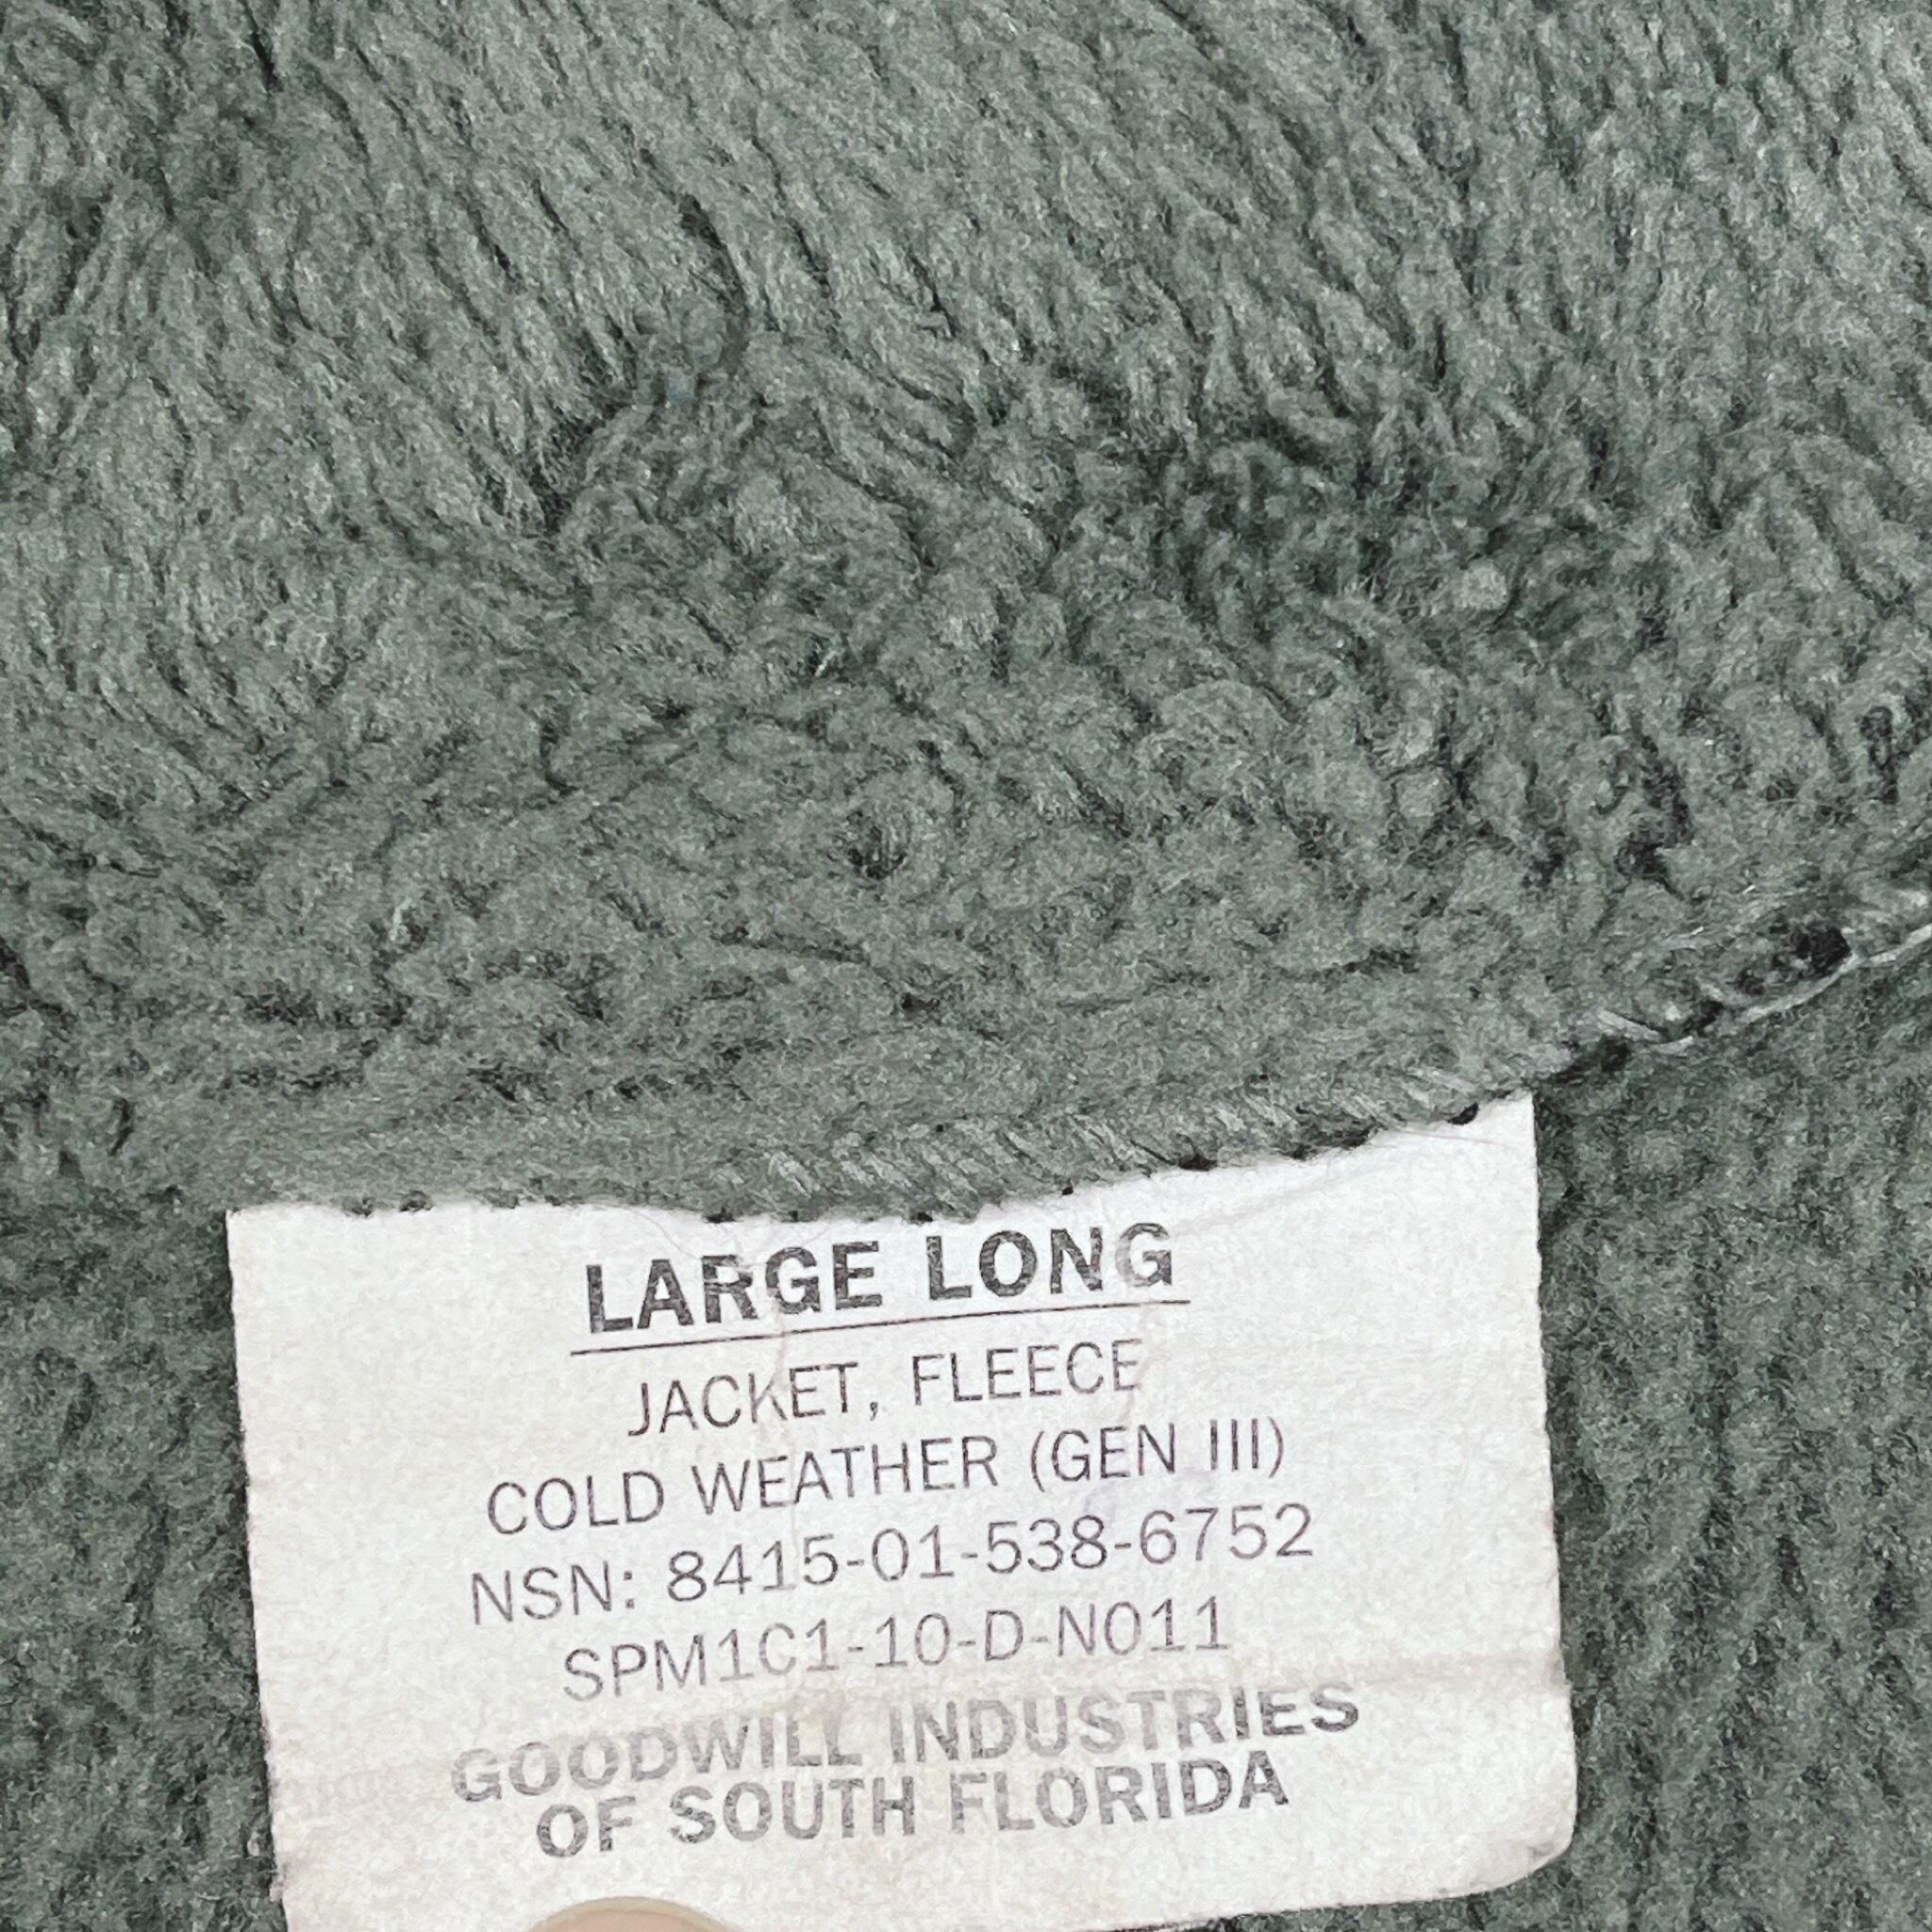 LARGE LONG
JACKET, FLEECE
COLD WEATHER (GEN III)
NSN: 8415-01-538-6752
SPM1C1-10-D-N011
GOODWILL INDUSTRIES
OF SOUTH FLORIDA